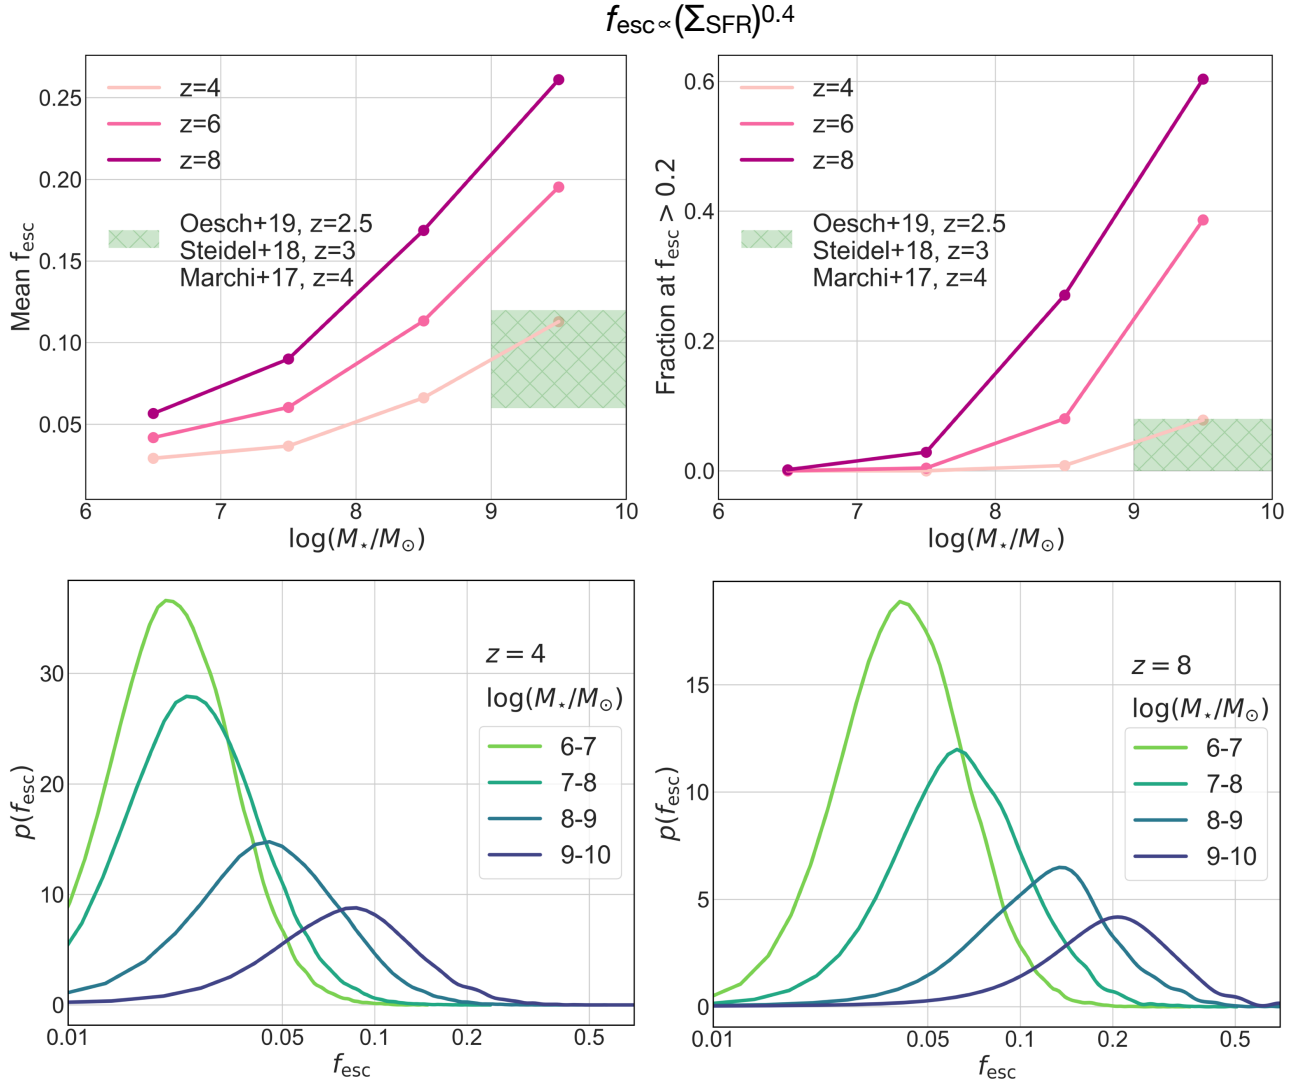 f_esc ∝ (Σ_SFR)^0.4
z=4
z=6
z=8
Oesch+19, z=2.5
Steidel+18, z=3
Marchi+17, z=4
Mean f_esc
0.25
0.20
0.15
0.10
0.05
6 7 8 9 10
log(M⋆/M⊙)
z=4
z=6
z=8
Oesch+19, z=2.5
Steidel+18, z=3
Marchi+17, z=4
Fraction at f_esc > 0.2
0.6
0.4
0.2
0.0
6 7 8 9 10
log(M⋆/M⊙)
z = 4
log(M⋆/M⊙)
6-7
7-8
8-9
9-10
p(f_esc)
30
20
10
0
0.01 0.05 0.1 0.2 0.5
f_esc
z = 8
log(M⋆/M⊙)
6-7
7-8
8-9
9-10
p(f_esc)
15
10
5
0
0.01 0.05 0.1 0.2 0.5
f_esc